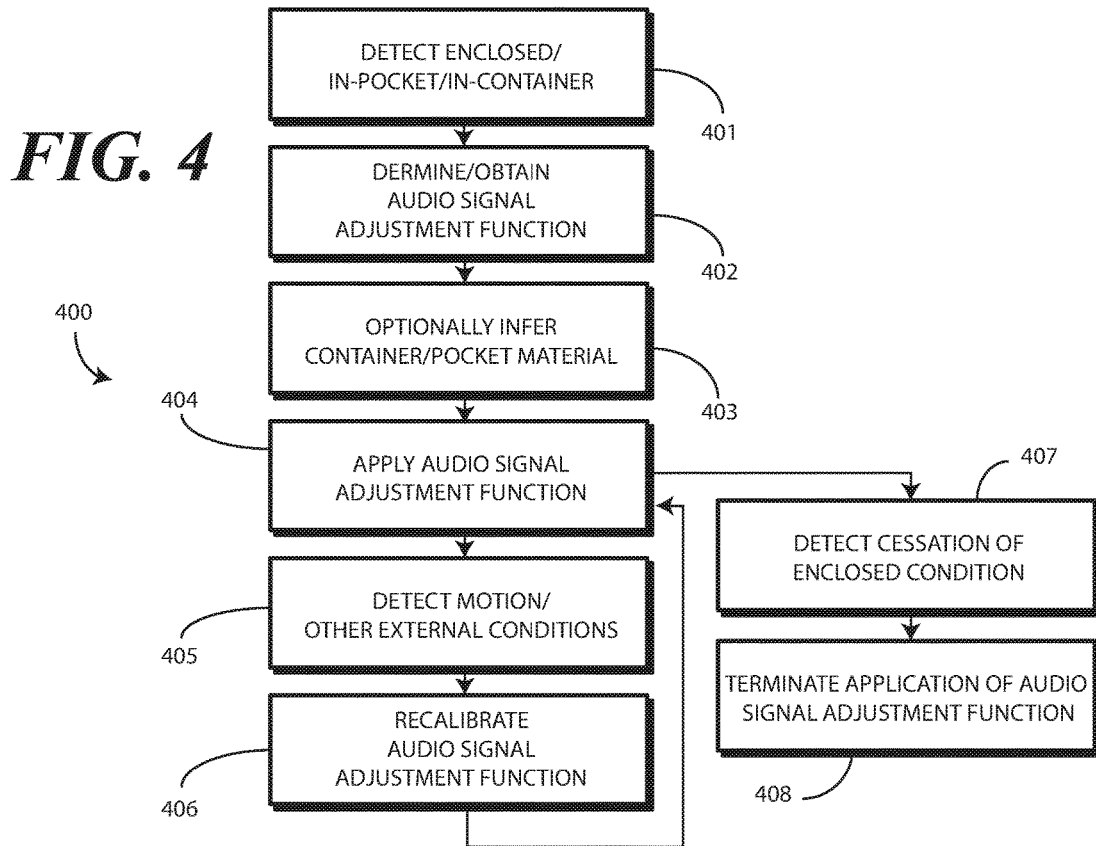 DETECT ENCLOSED/
IN-POCKET/IN-CONTAINER
401
FIG. 4
DERMINE/OBTAIN
AUDIO SIGNAL
ADJUSTMENT FUNCTION
402
400
OPTIONALLY INFER
CONTAINER/POCKET MATERIAL
403
404
APPLY AUDIO SIGNAL
ADJUSTMENT FUNCTION
407
DETECT CESSATION OF
ENCLOSED CONDITION
DETECT MOTION/
OTHER EXTERNAL CONDITIONS
405
TERMINATE APPLICATION OF AUDIO
SIGNAL ADJUSTMENT FUNCTION
408
RECALIBRATE
AUDIO SIGNAL
ADJUSTMENT FUNCTION
406